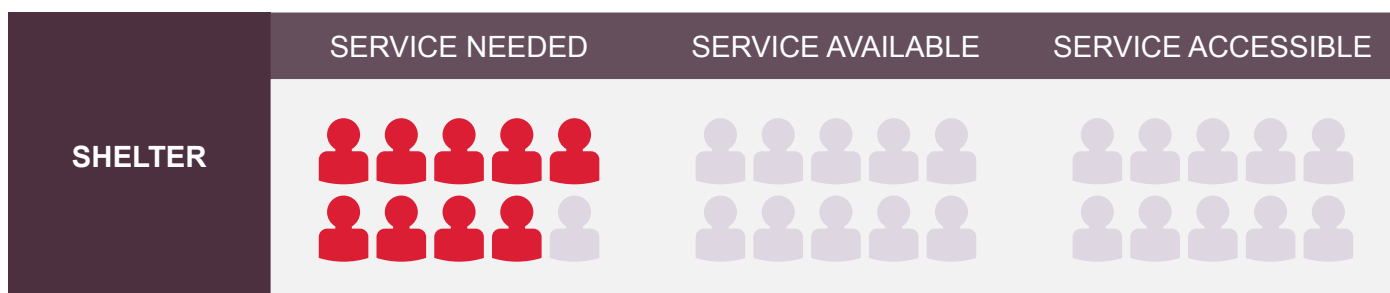 SERVICE NEEDED
SERVICE AVAILABLE
SERVICE ACCESSIBLE
SHELTER